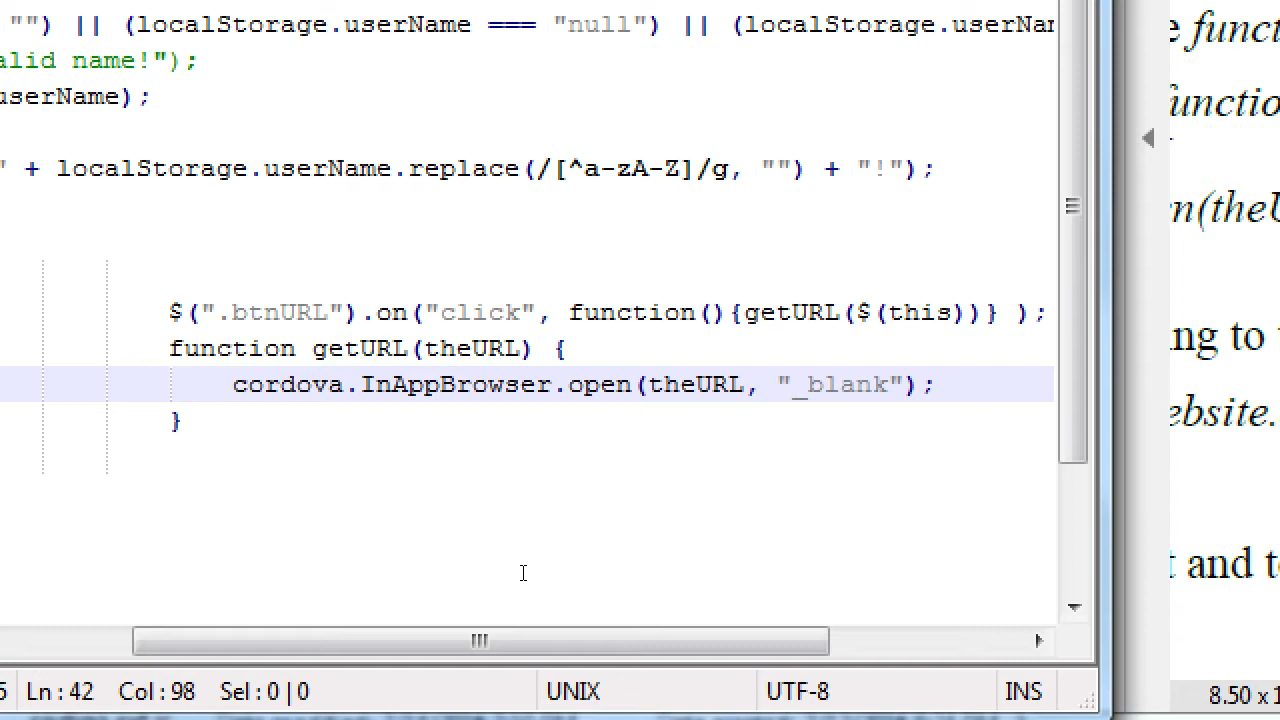 "") || (localStorage.userName === "null") || (localStorage.userNam
alid name!");
userName);
" + localStorage.userName.replace(/[^a-zA-Z]/g, "") + "!");
$(".btnURL").on("click", function(){getURL($(this))} );
function getURL(theURL) {
cordova.InAppBrowser.open(theURL, "_blank");
}
Ln : 42 Col : 98 Sel : 0 | 0 UNIX UTF-8 INS
e funct
functio
n(theU
ng to
ebsite.
t and t
8.50 x 1